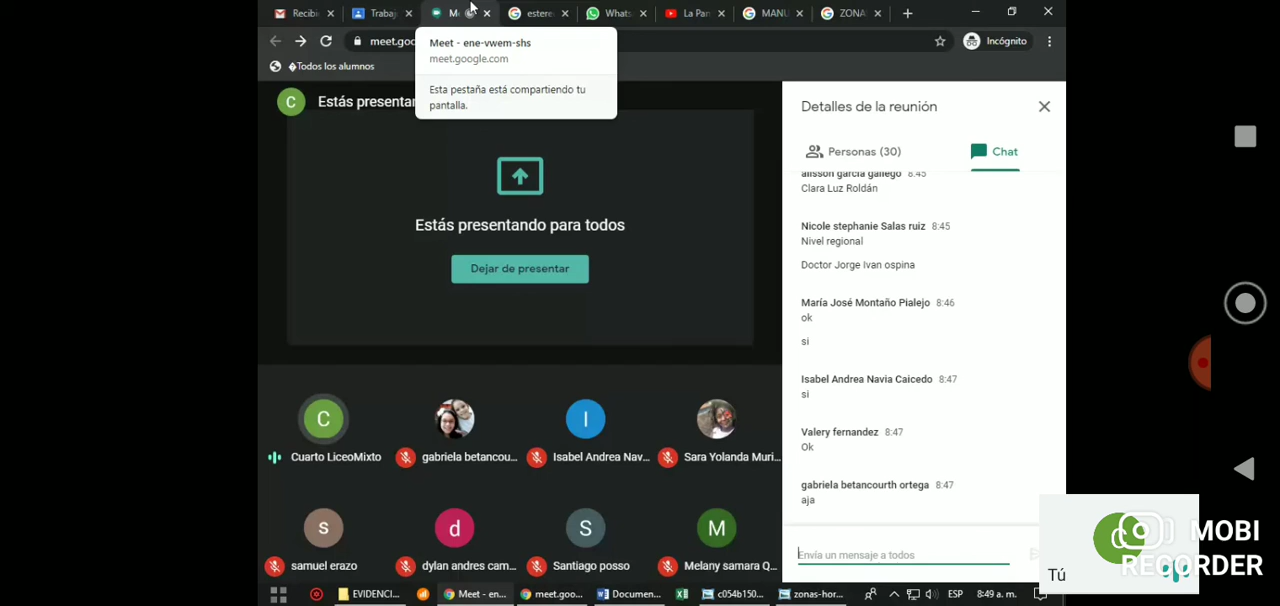 Recibi
Trabaj
M
estere
Whats
La Pan
MANU
ZONAS
meet.goo
Incógnito
�Todos los alumnos
Meet - ene-vwem-shs
meet.google.com
Esta pestaña está compartiendo tu
pantalla.
C
Estás presentan
Estás presentando para todos
Dejar de presentar
Detalles de la reunión
Personas (30)
Chat
alisson garcia gallego 8:45
Clara Luz Roldán
Nicole stephanie Salas ruiz 8:45
Nivel regional
Doctor Jorge Ivan ospina
María José Montaño Pialejo 8:46
ok
si
Isabel Andrea Navia Caicedo 8:47
si
Valery fernandez 8:47
Ok
gabriela betancourth ortega 8:47
aja
Envía un mensaje a todos
C
I
Cuarto LiceoMixto
gabriela betancou...
Isabel Andrea Nav...
Sara Yolanda Muri...
s
d
S
M
samuel erazo
dylan andres cam...
Santiago posso
Melany samara Q...
Tú
MOBI
RECORDER
EVIDENCI...
Meet - en...
meet.goo...
Documen...
c054b150...
zonas-hor...
ESP
8:49 a. m.